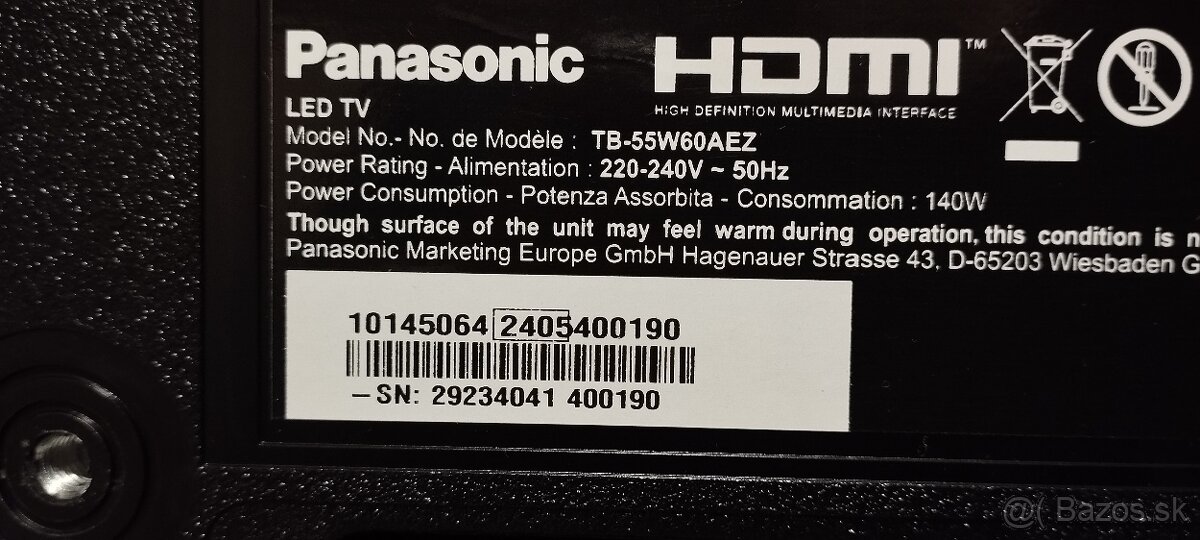 Panasonic
HDMI™
HIGH DEFINITION MULTIMEDIA INTERFACE
LED TV
Model No.- No. de Modèle : TB-55W60AEZ
Power Rating - Alimentation : 220-240V ~ 50Hz
Power Consumption - Potenza Assorbita - Consommation : 140W
Though surface of the unit may feel warm during operation, this condition is
Panasonic Marketing Europe GmbH Hagenauer Strasse 43, D-65203 Wiesbaden
10145064 2405400190
-SN: 29234041 400190
@( Bazos.sk